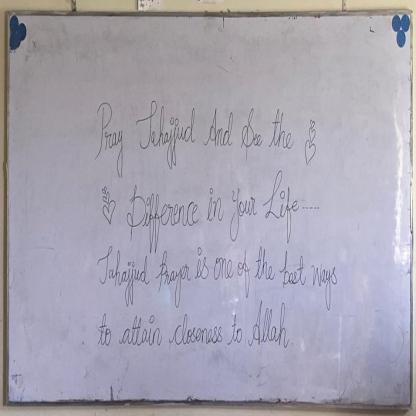 Pray Tahajjud And See the
Difference in Your Life----
Tahajjud Prayer is one of the best ways
to attain closeness to Allah.